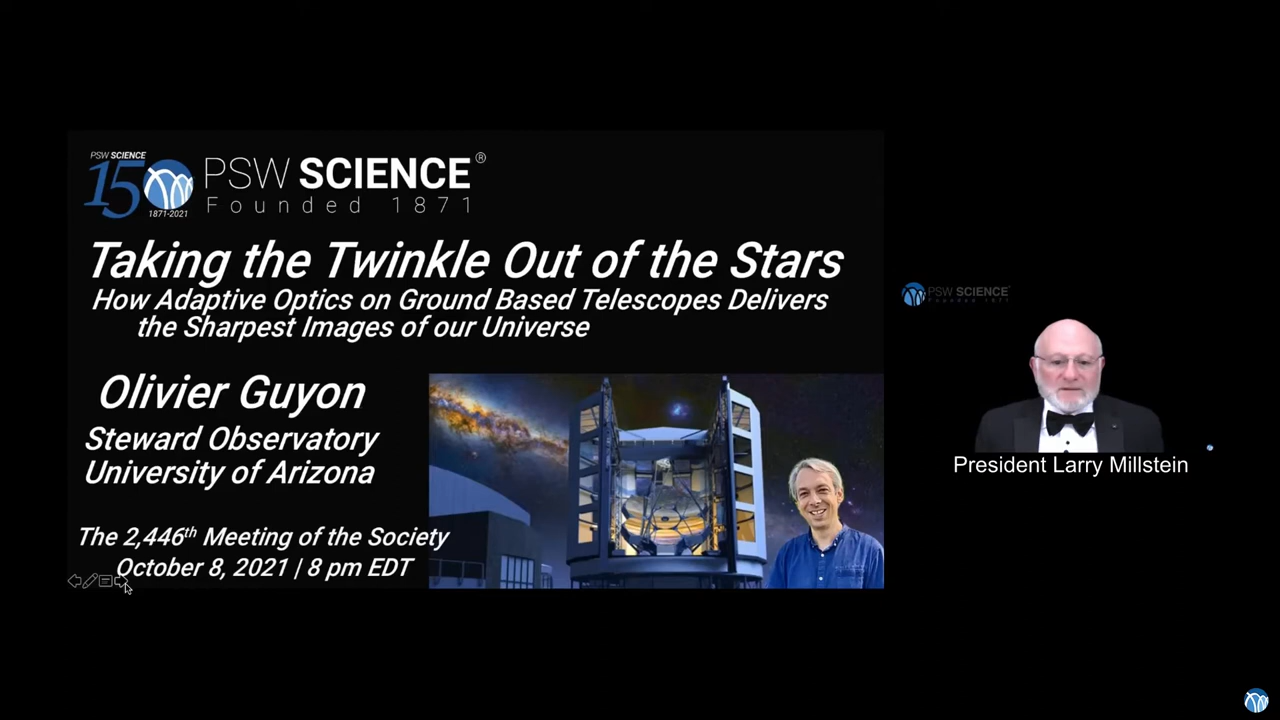 PSW SCIENCE
150
1871-2021
PSW SCIENCE®
Founded 1871
Taking the Twinkle Out of the Stars
How Adaptive Optics on Ground Based Telescopes Delivers
the Sharpest Images of our Universe
Olivier Guyon
Steward Observatory
University of Arizona
The 2,446th Meeting of the Society
October 8, 2021 | 8 pm EDT
PSW SCIENCE
Founded 1871
President Larry Millstein